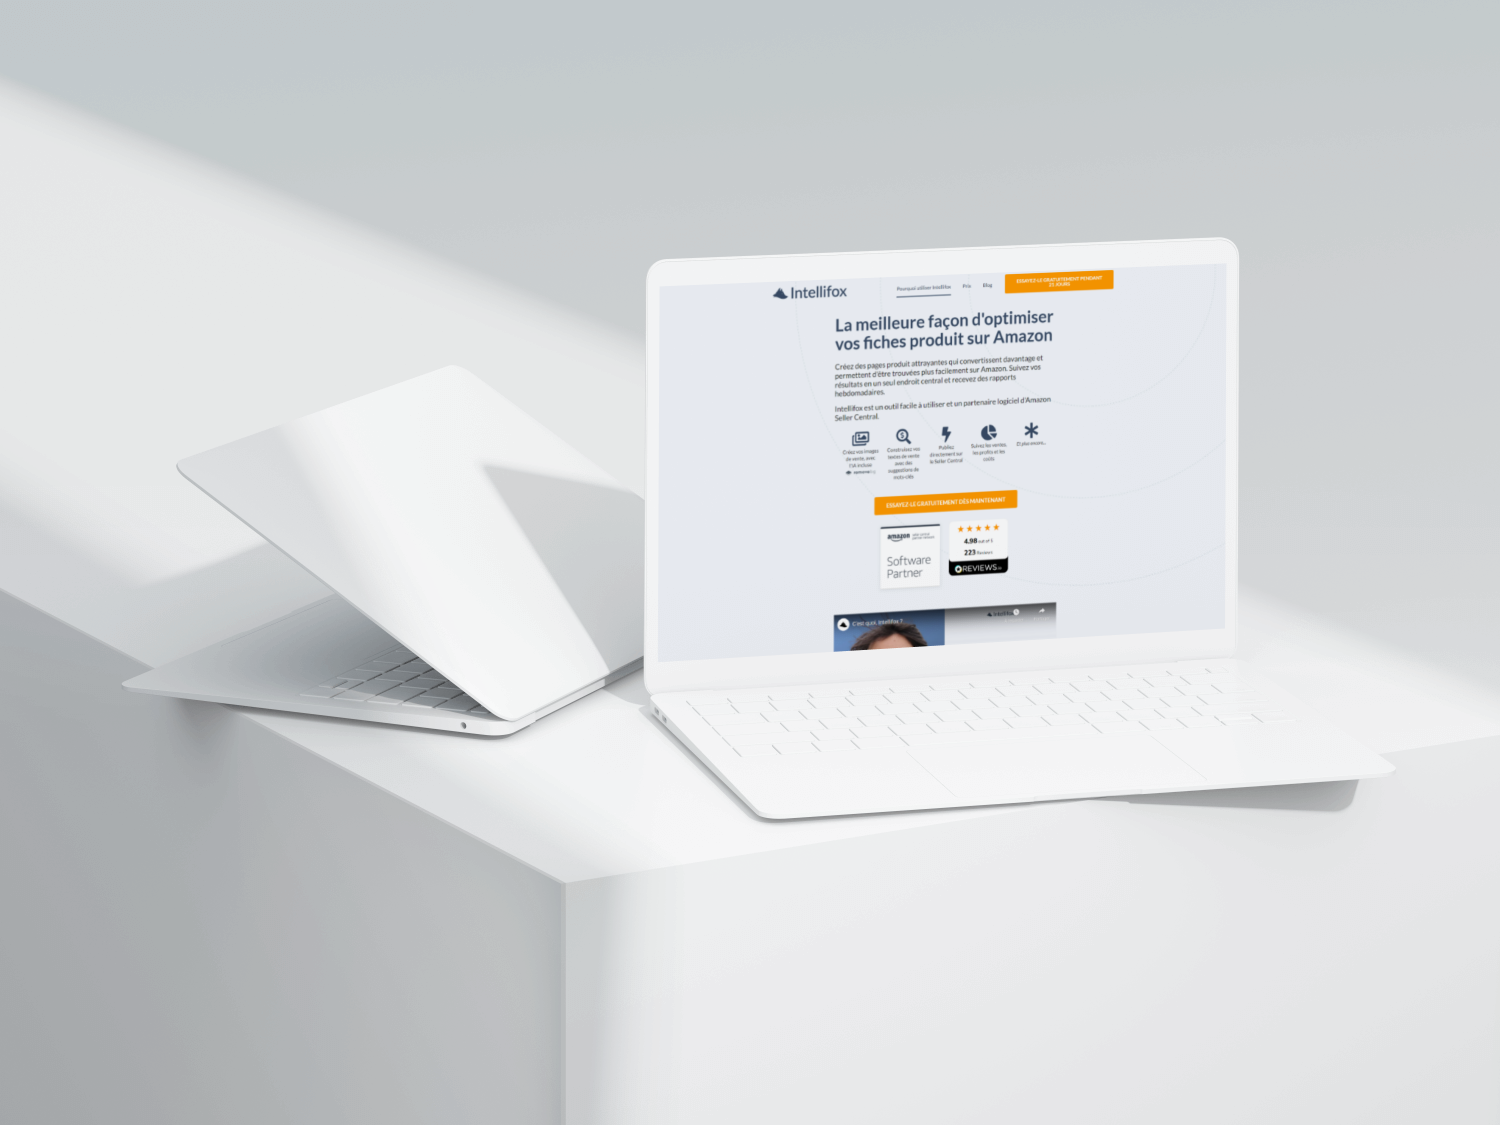 Intellifox
Pourquoi utiliser Intellifox
Prix
Blog
ESSAYEZ-LE GRATUITEMENT PENDANT
21 JOURS
La meilleure façon d'optimiser
vos fiches produit sur Amazon
Créez des pages produit attrayantes qui convertissent davantage et
permettent d'être trouvées plus facilement sur Amazon. Suivez vos
résultats en un seul endroit central et recevez des rapports
hebdomadaires.
Intellifox est un outil facile à utiliser et un partenaire logiciel d'Amazon
Seller Central.
Créez vos images
de vente, avec
l'IA incluse
Construisez vos
textes de vente
avec des
suggestions de
mots-clés
Publiez
directement sur
le Seller Central
Suivez les ventes,
les profits et les
coûts
Et plus encore...
ESSAYEZ-LE GRATUITEMENT DÈS MAINTENANT
amazon
Software
Partner
4.98 out of 5
223 Reviews
REVIEWS
C'est quoi, Intellifox ?